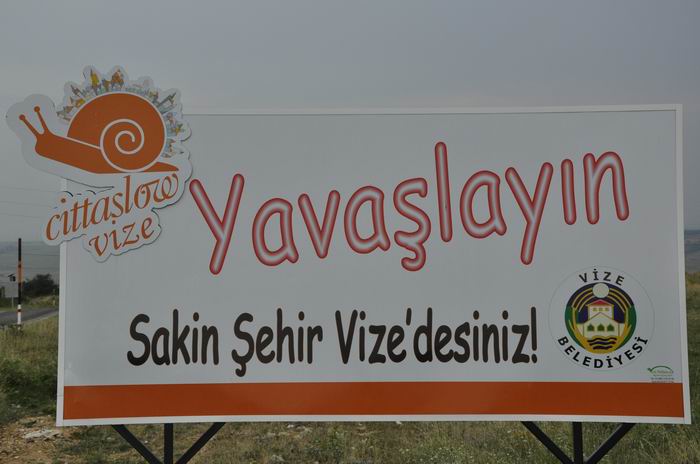 cittaslow
vize
Yavaşlayın
Sakin Şehir Vize'desiniz!
VİZE
BELEDİYESİ